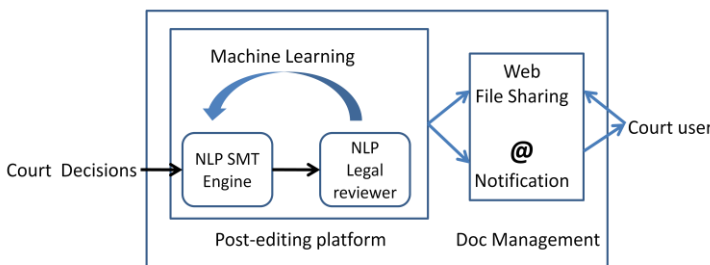 Machine Learning
NLP SMT
Engine
NLP
Legal
reviewer
Court Decisions
Post-editing platform
Web
File Sharing
@
Notification
Doc Management
Court user